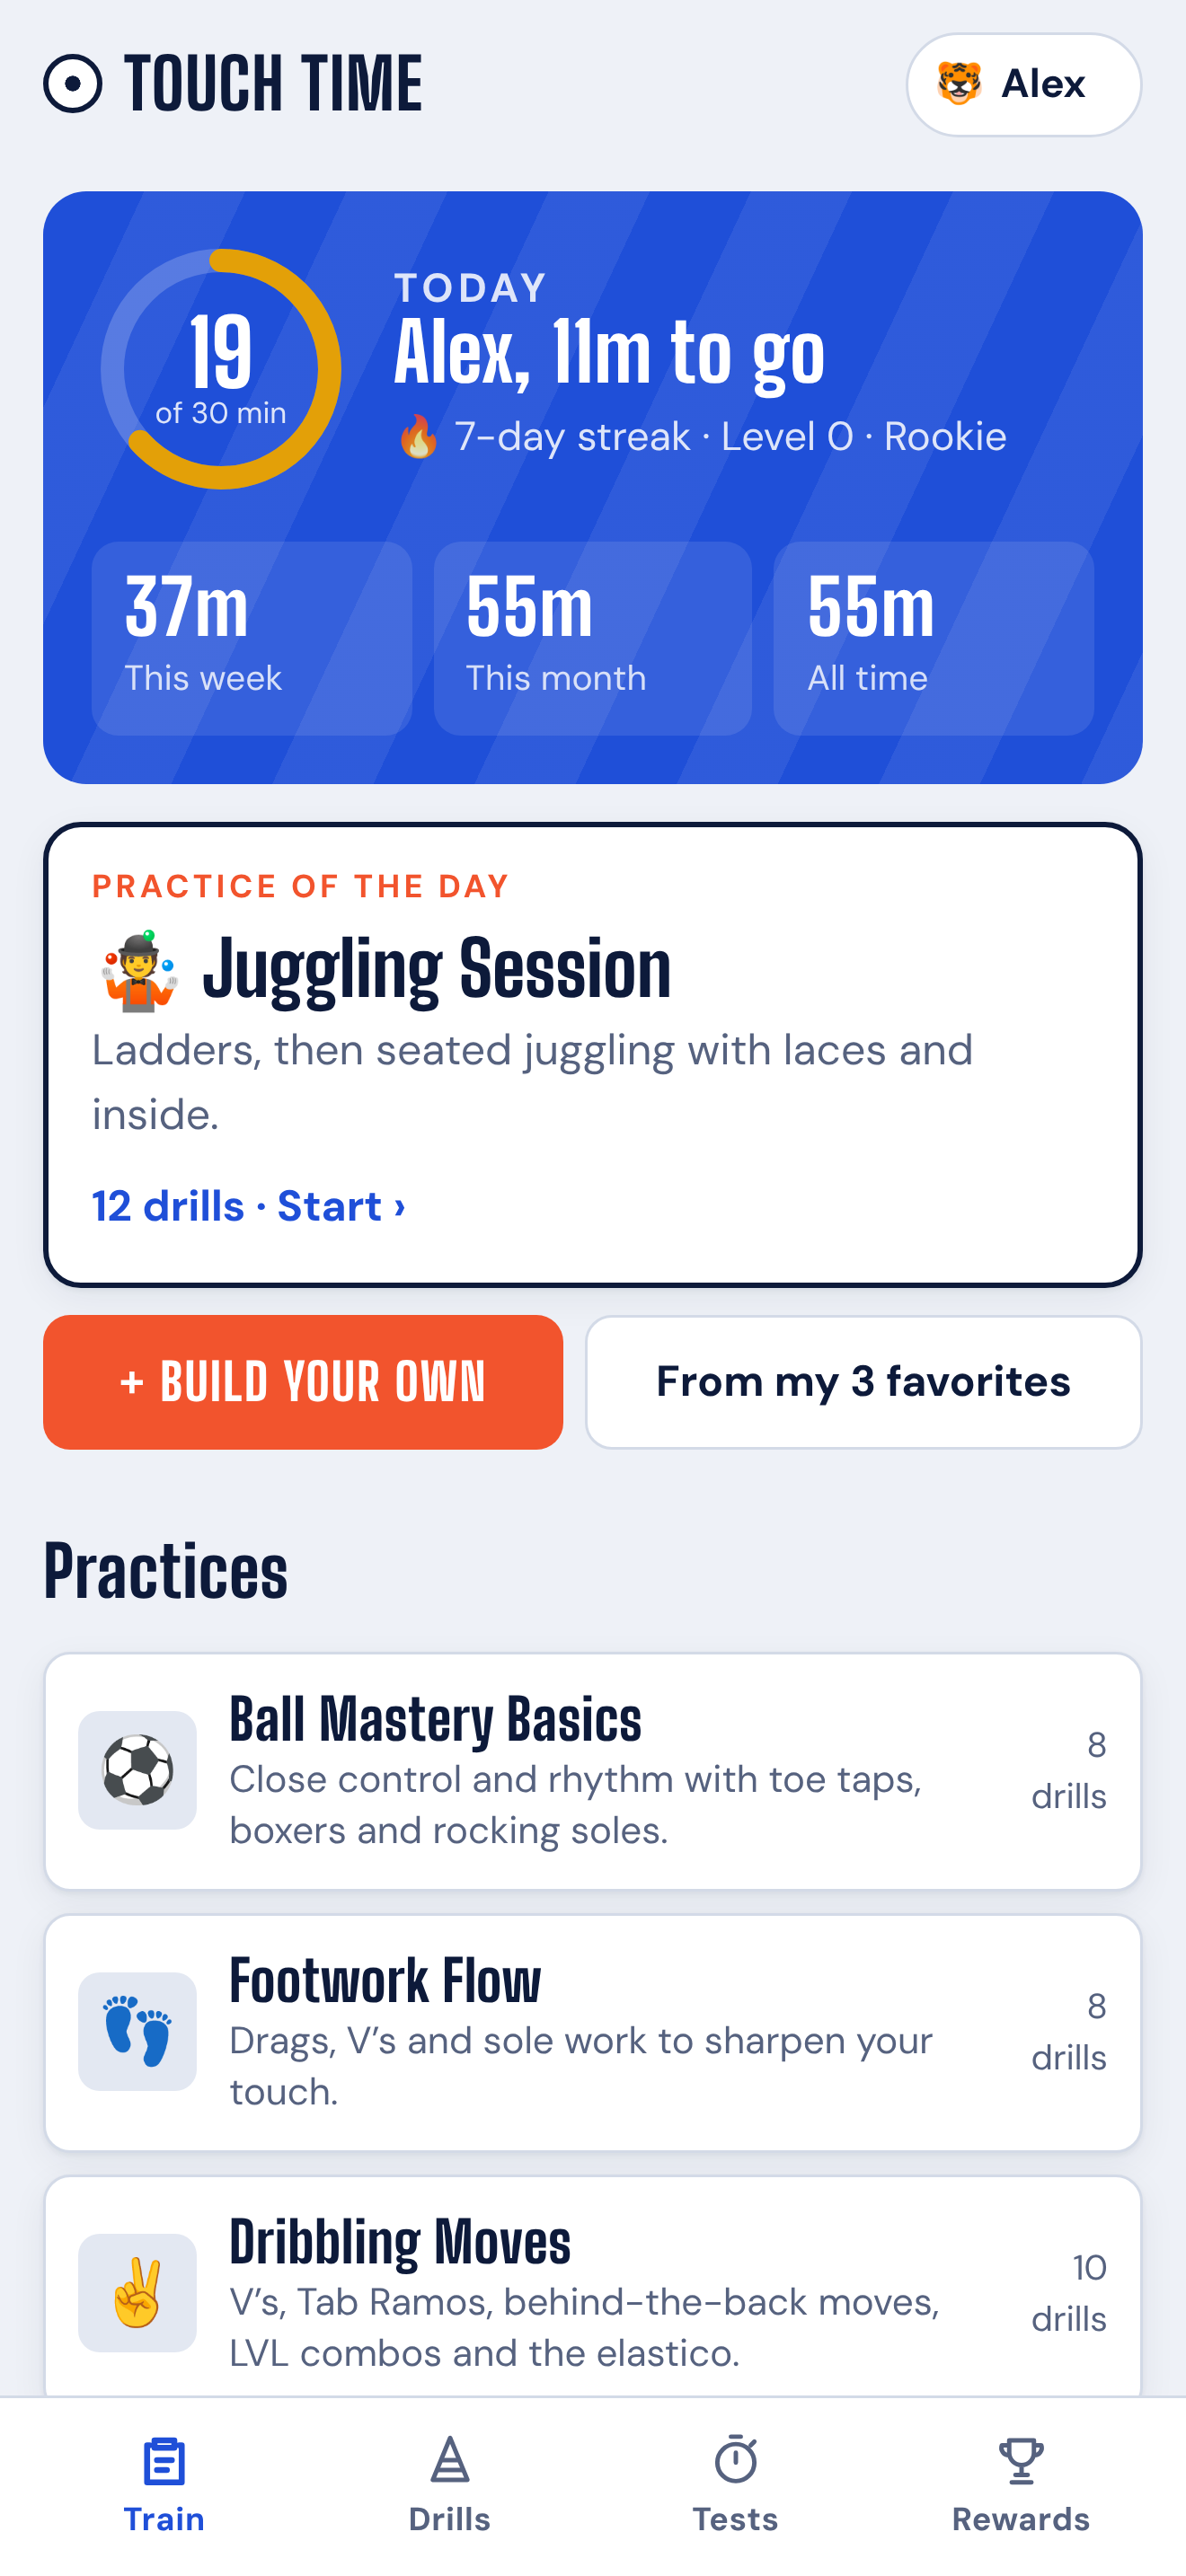 TOUCH TIME
Alex
19
of 30 min
TODAY
Alex, 11m to go
7-day streak · Level 0 · Rookie
37m
This week
55m
This month
55m
All time
PRACTICE OF THE DAY
Juggling Session
Ladders, then seated juggling with laces and
inside.
12 drills · Start ›
+ BUILD YOUR OWN
From my 3 favorites
Practices
Ball Mastery Basics
Close control and rhythm with toe taps,
boxers and rocking soles.
8
drills
Footwork Flow
Drags, V’s and sole work to sharpen your
touch.
8
drills
Dribbling Moves
V’s, Tab Ramos, behind-the-back moves,
LVL combos and the elastico.
10
drills
Train
Drills
Tests
Rewards